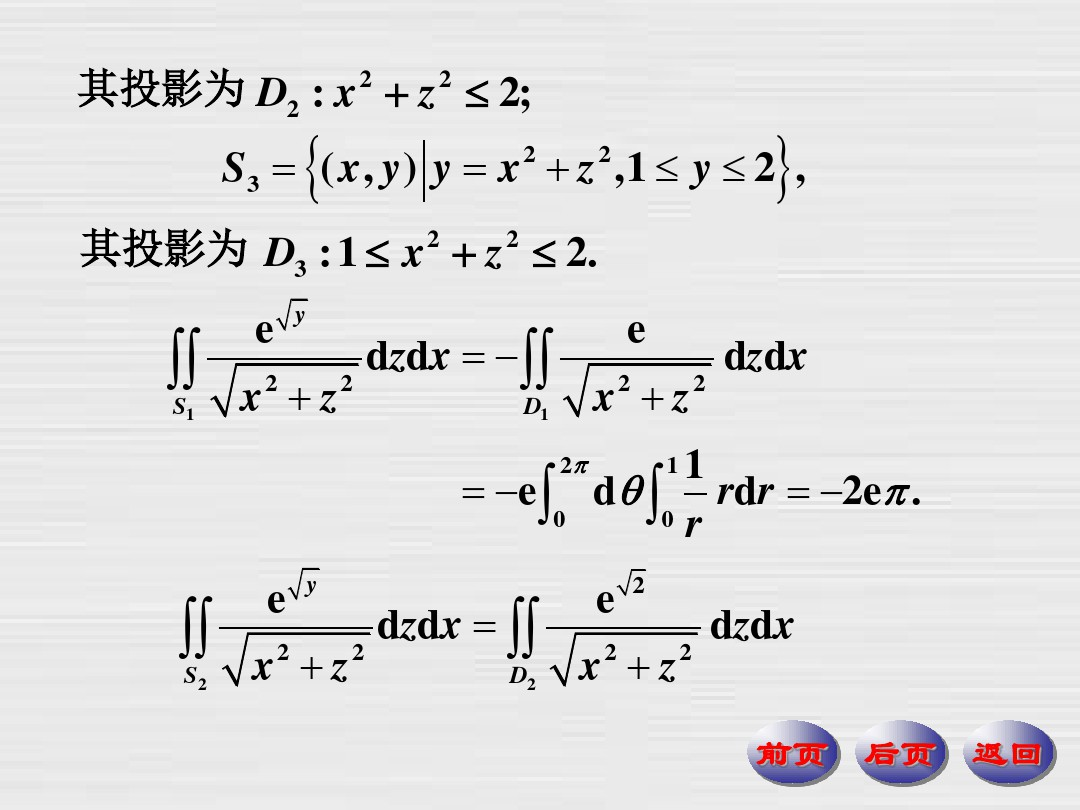 其投影为 D₂ : x² + z² ≤ 2;
S₃ = {(x, y) | y = x² + z², 1 ≤ y ≤ 2},
其投影为 D₃ : 1 ≤ x² + z² ≤ 2.
∬_{S₁} e^{√y} / √(x² + z²) dzdx = −∬_{D₁} e / √(x² + z²) dzdx
= −e∫₀^{2π} dθ ∫₀¹ (1/r) rdr = −2eπ.
∬_{S₂} e^{√y} / √(x² + z²) dzdx = ∬_{D₂} e^{√2} / √(x² + z²) dzdx
前页 后页 返回